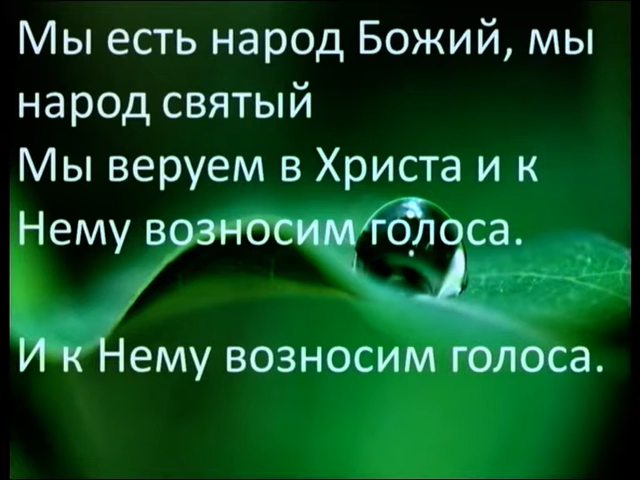 Мы есть народ Божий, мы
народ святый
Мы веруем в Христа и к
Нему возносим голоса.
И к Нему возносим голоса.